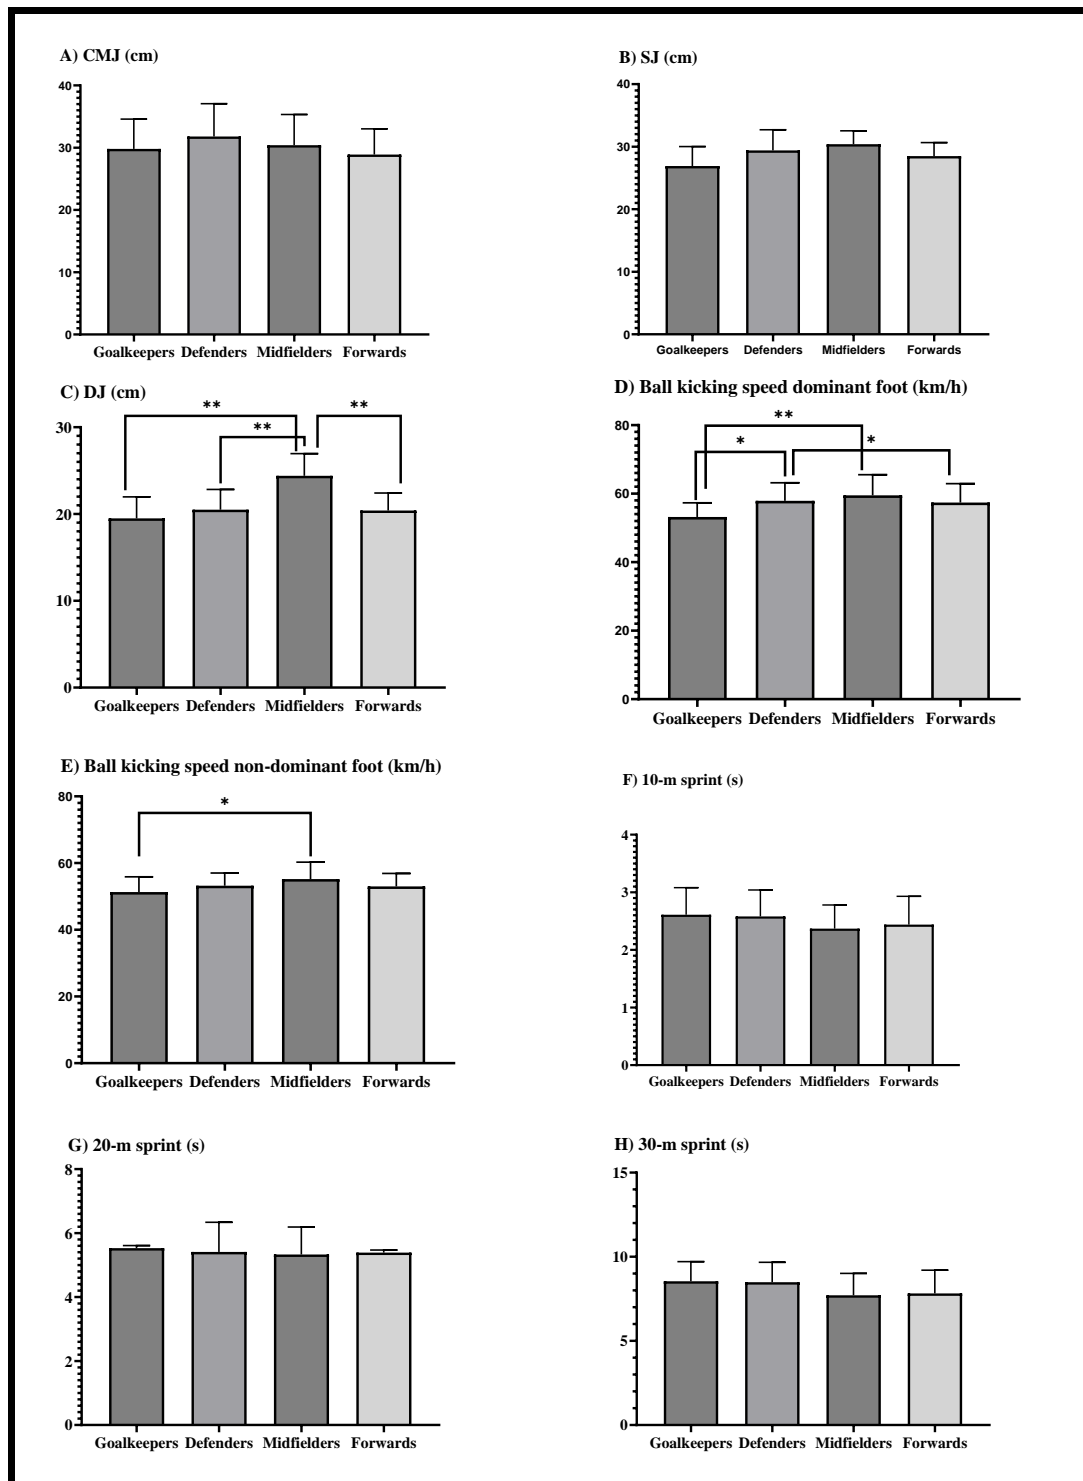 A) CMJ (cm)
40
30
20
10
0
Goalkeepers Defenders Midfielders Forwards
B) SJ (cm)
40
30
20
10
0
Goalkeepers Defenders Midfielders Forwards
C) DJ (cm)
** **
**
30
20
10
0
Goalkeepers Defenders Midfielders Forwards
D) Ball kicking speed dominant foot (km/h)
**
* *
80
60
40
20
0
Goalkeepers Defenders Midfielders Forwards
E) Ball kicking speed non-dominant foot (km/h)
*
80
60
40
20
0
Goalkeepers Defenders Midfielders Forwards
F) 10-m sprint (s)
4
3
2
1
0
Goalkeepers Defenders Midfielders Forwards
G) 20-m sprint (s)
8
6
4
2
0
Goalkeepers Defenders Midfielders Forwards
H) 30-m sprint (s)
15
10
5
0
Goalkeepers Defenders Midfielders Forwards